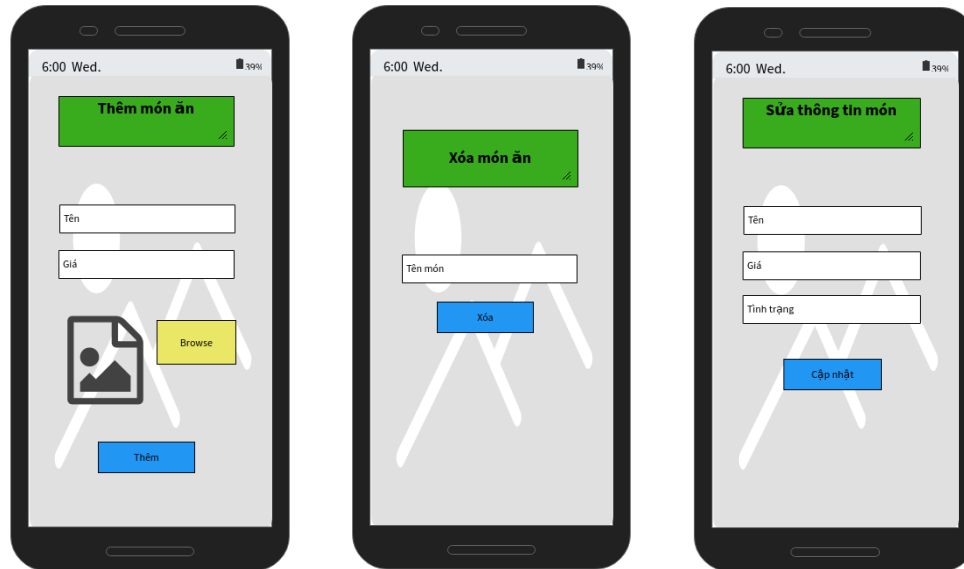 6:00 Wed.
39%
Thêm món ăn
Tên
Giá
Browse
Thêm
6:00 Wed.
39%
Xóa món ăn
Tên món
Xóa
6:00 Wed.
39%
Sửa thông tin món
Tên
Giá
Tình trạng
Cập nhật